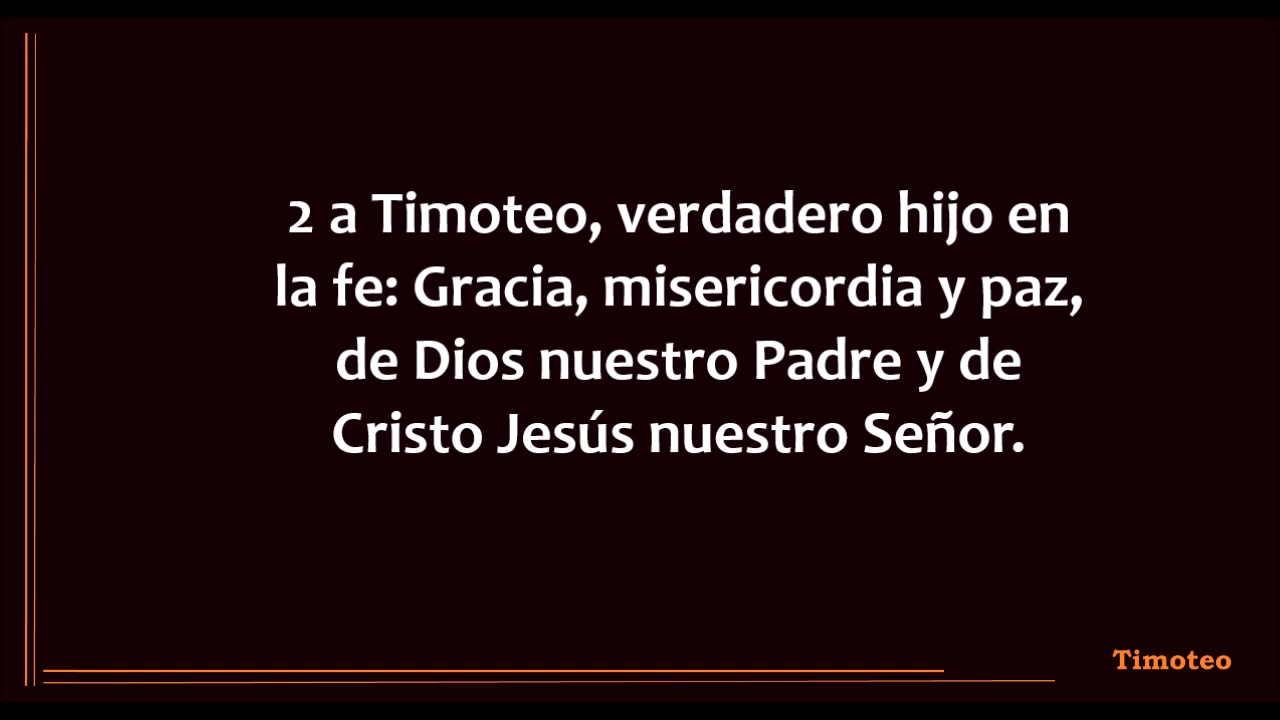 2 a Timoteo, verdadero hijo en
la fe: Gracia, misericordia y paz,
de Dios nuestro Padre y de
Cristo Jesús nuestro Señor.
Timoteo